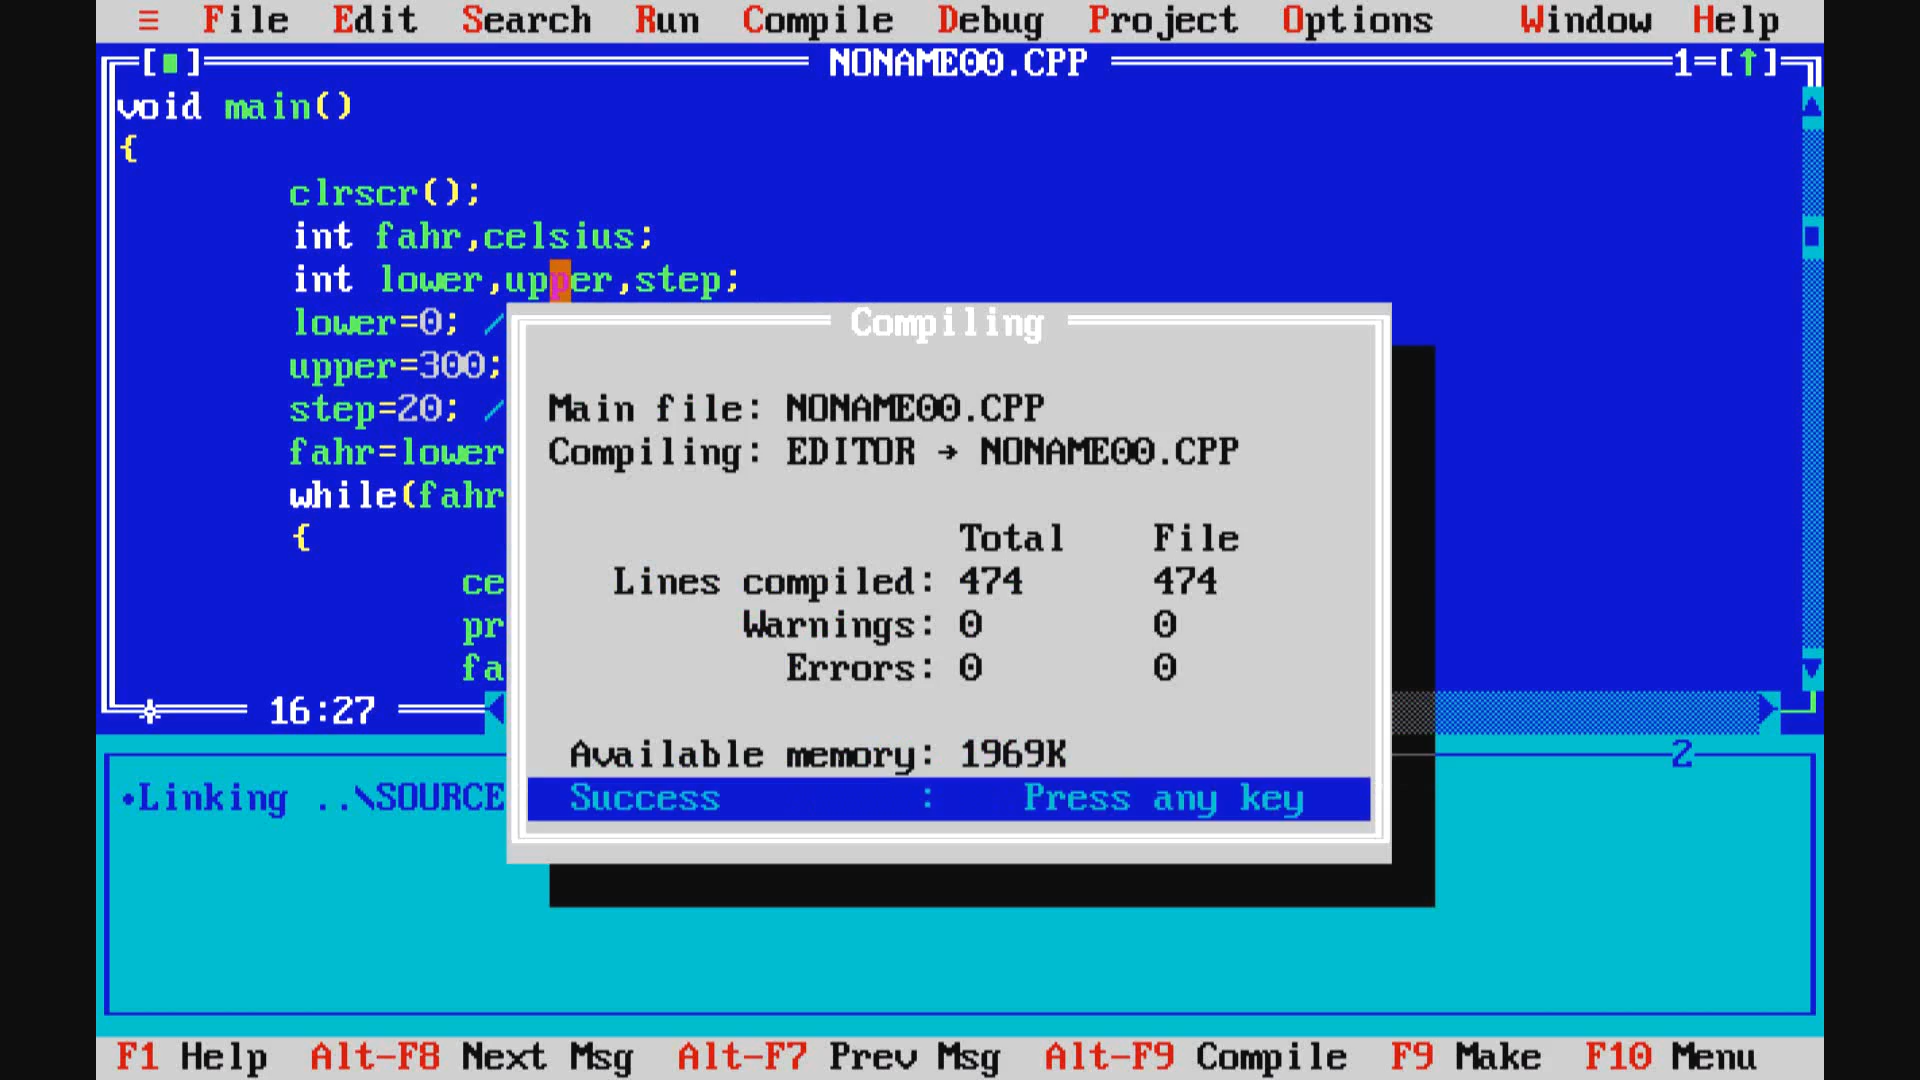 ≡ File Edit Search Run Compile Debug Project Options Window Help
[■] NONAME00.CPP 1=[↑]
void main()
{
clrscr();
int fahr,celsius;
int lower,upper,step;
lower=0; /
upper=300;
step=20; /
fahr=lower
while(fahr
{
ce
pr
fa
16:27
Compiling
Main file: NONAME00.CPP
Compiling: EDITOR → NONAME00.CPP
Total File
Lines compiled: 474 474
Warnings: 0 0
Errors: 0 0
Available memory: 1969K
Success : Press any key
2
•Linking ..\SOURCE
F1 Help Alt-F8 Next Msg Alt-F7 Prev Msg Alt-F9 Compile F9 Make F10 Menu